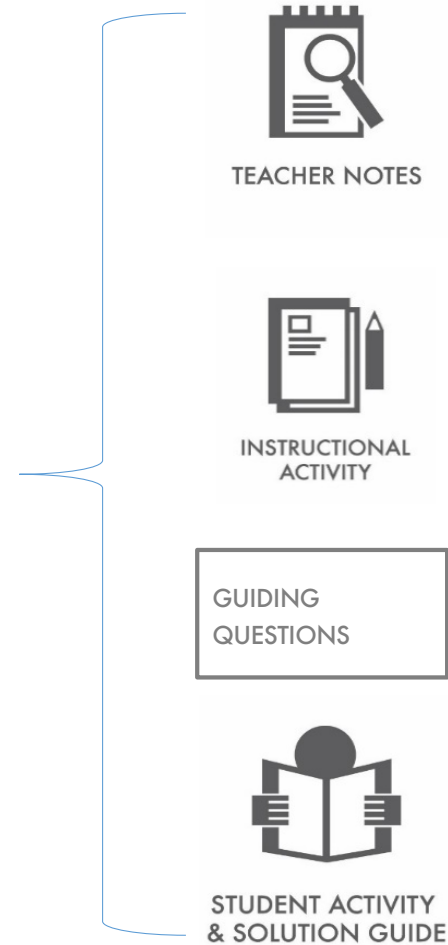 TEACHER NOTES
INSTRUCTIONAL
ACTIVITY
GUIDING
QUESTIONS
STUDENT ACTIVITY
& SOLUTION GUIDE